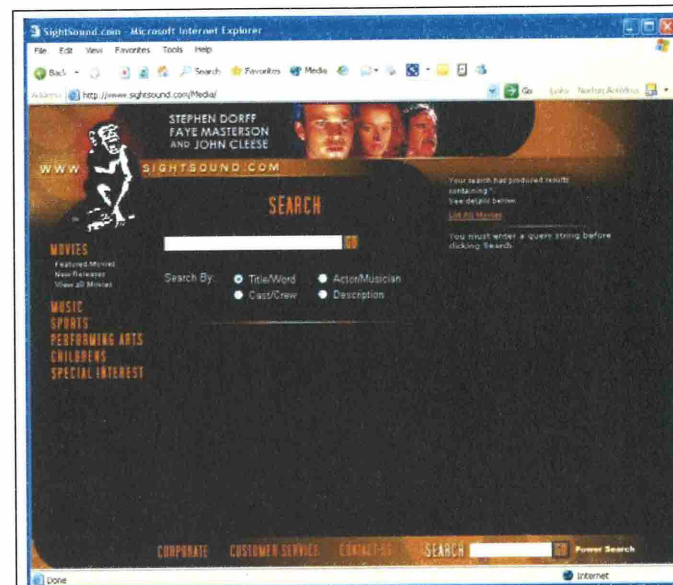 SightSound.com - Microsoft Internet Explorer
File Edit View Favorites Tools Help
Back Search Favorites Media
Address http://www.sightsound.com/Media/ Go Links Norton AntiVirus
STEPHEN DORFF
FAYE MASTERSON
AND JOHN CLEESE
WWW SIGHTSOUND.COM
SEARCH
GO
Search By: Title/Word Actor/Musician
Cast/Crew Description
Your search has produced results
containing ".
See details below.
List All Movies
You must enter a query string before
clicking Search.
MOVIES
Featured Movies
New Releases
View all Movies
MUSIC
SPORTS
PERFORMING ARTS
CHILDRENS
SPECIAL INTEREST
CORPORATE CUSTOMER SERVICE CONTACT US SEARCH GO Power Search
Done Internet